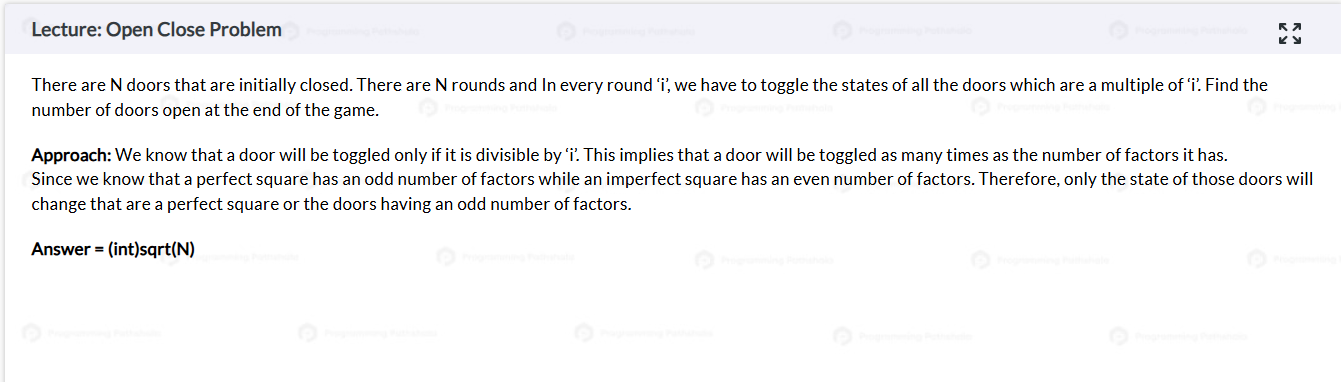 Lecture: Open Close Problem
There are N doors that are initially closed. There are N rounds and In every round ‘i’, we have to toggle the states of all the doors which are a multiple of ‘i’. Find the
number of doors open at the end of the game.
Approach: We know that a door will be toggled only if it is divisible by ‘i’. This implies that a door will be toggled as many times as the number of factors it has.
Since we know that a perfect square has an odd number of factors while an imperfect square has an even number of factors. Therefore, only the state of those doors will
change that are a perfect square or the doors having an odd number of factors.
Answer = (int)sqrt(N)